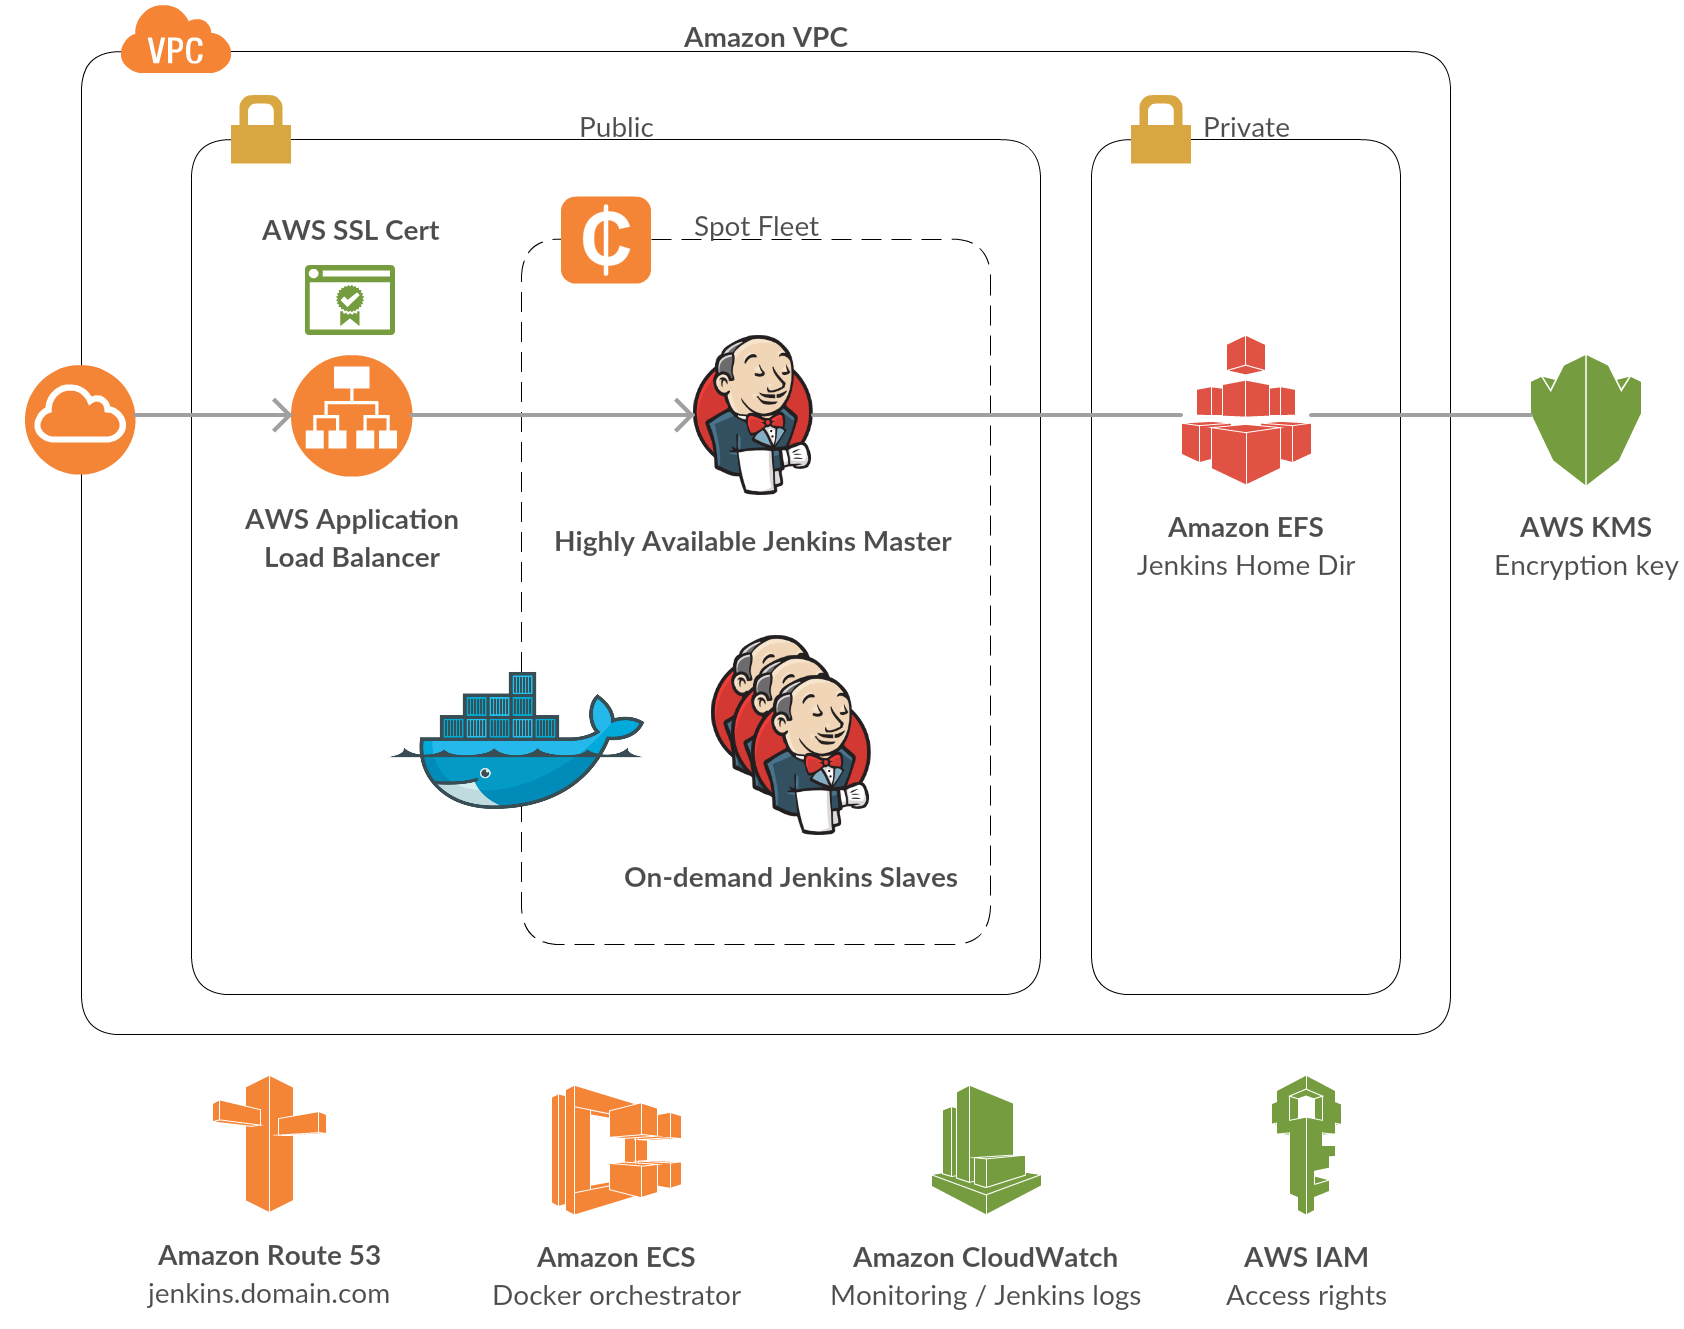 VPC
Amazon VPC
Public
Private
AWS SSL Cert
Spot Fleet
AWS Application
Load Balancer
Highly Available Jenkins Master
Amazon EFS
Jenkins Home Dir
AWS KMS
Encryption key
On-demand Jenkins Slaves
Amazon Route 53
jenkins.domain.com
Amazon ECS
Docker orchestrator
Amazon CloudWatch
Monitoring / Jenkins logs
AWS IAM
Access rights